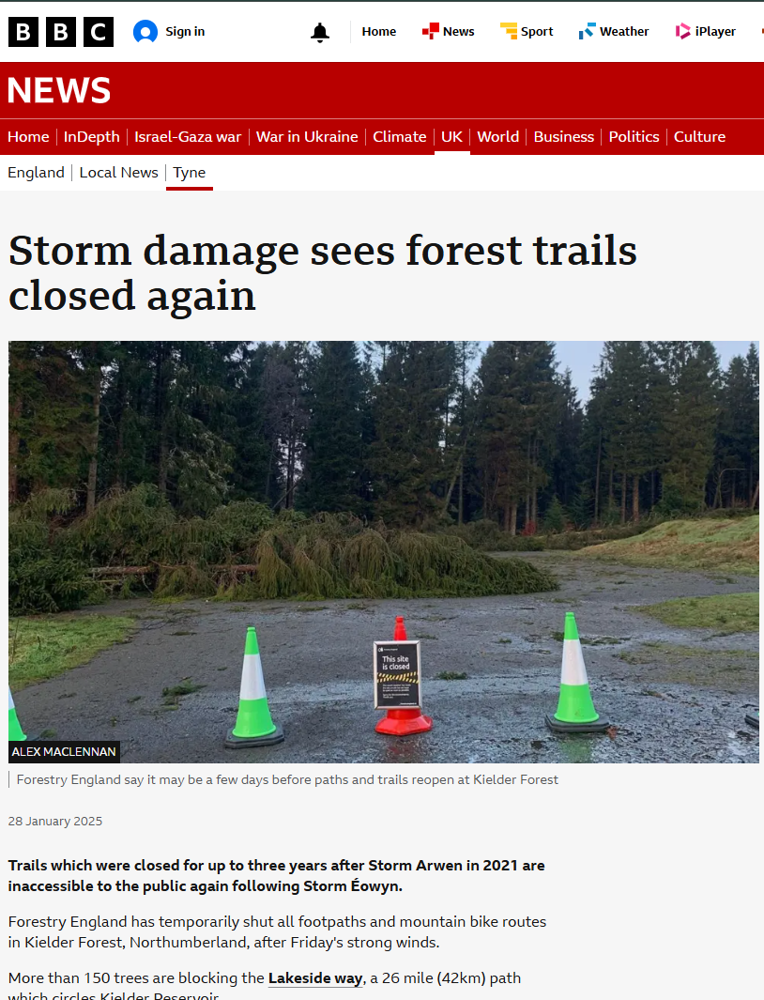 B B C Sign in Home News Sport Weather iPlayer
NEWS
Home InDepth Israel-Gaza war War in Ukraine Climate UK World Business Politics Culture
England Local News Tyne
Storm damage sees forest trails
closed again
This site
is closed
ALEX MACLENNAN
Forestry England say it may be a few days before paths and trails reopen at Kielder Forest
28 January 2025
Trails which were closed for up to three years after Storm Arwen in 2021 are
inaccessible to the public again following Storm Éowyn.
Forestry England has temporarily shut all footpaths and mountain bike routes
in Kielder Forest, Northumberland, after Friday's strong winds.
More than 150 trees are blocking the Lakeside way, a 26 mile (42km) path
which circles Kielder Reservoir.